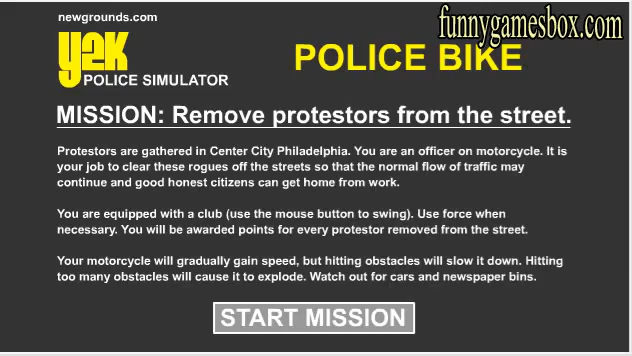 newgrounds.com
funnygamesbox.com
Y2K
POLICE BIKE
POLICE SIMULATOR
MISSION: Remove protestors from the street.
Protestors are gathered in Center City Philadelphia. You are an officer on motorcycle. It is
your job to clear these rogues off the streets so that the normal flow of traffic may
continue and good honest citizens can get home from work.
You are equipped with a club (use the mouse button to swing). Use force when
necessary. You will be awarded points for every protestor removed from the street.
Your motorcycle will gradually gain speed, but hitting obstacles will slow it down. Hitting
too many obstacles will cause it to explode. Watch out for cars and newspaper bins.
START MISSION